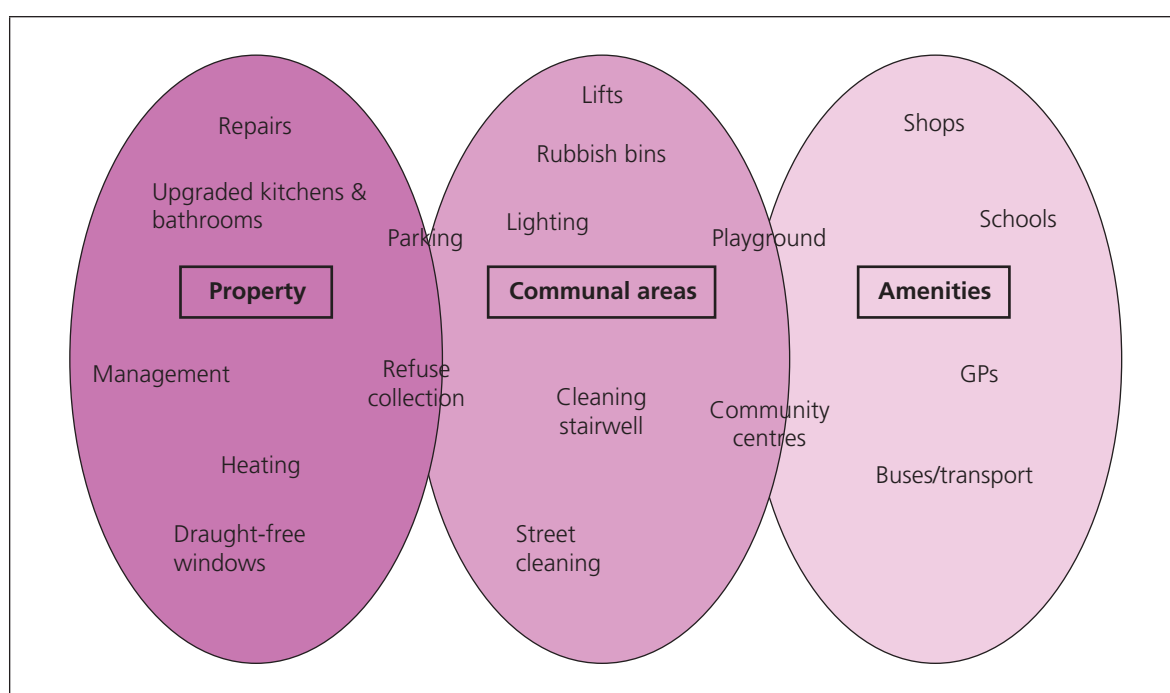 Repairs
Upgraded kitchens &
bathrooms
Parking
Property
Management
Refuse
collection
Heating
Draught-free
windows
Lifts
Rubbish bins
Lighting
Playground
Communal areas
Cleaning
stairwell
Community
centres
Street
cleaning
Shops
Schools
Amenities
GPs
Buses/transport